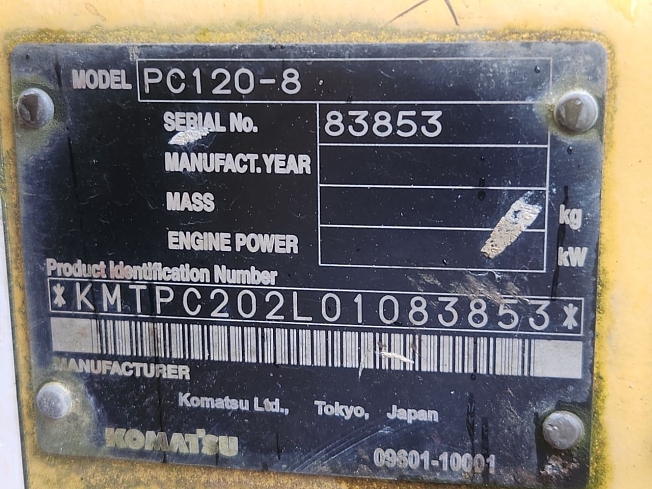 MODEL PC120-8
SERIAL No. 83853
MANUFACT. YEAR
MASS kg
ENGINE POWER kW
Product Identification Number
*KMTPC202L01083853*
MANUFACTURER
Komatsu Ltd., Tokyo, Japan
KOMATSU
09601-10001